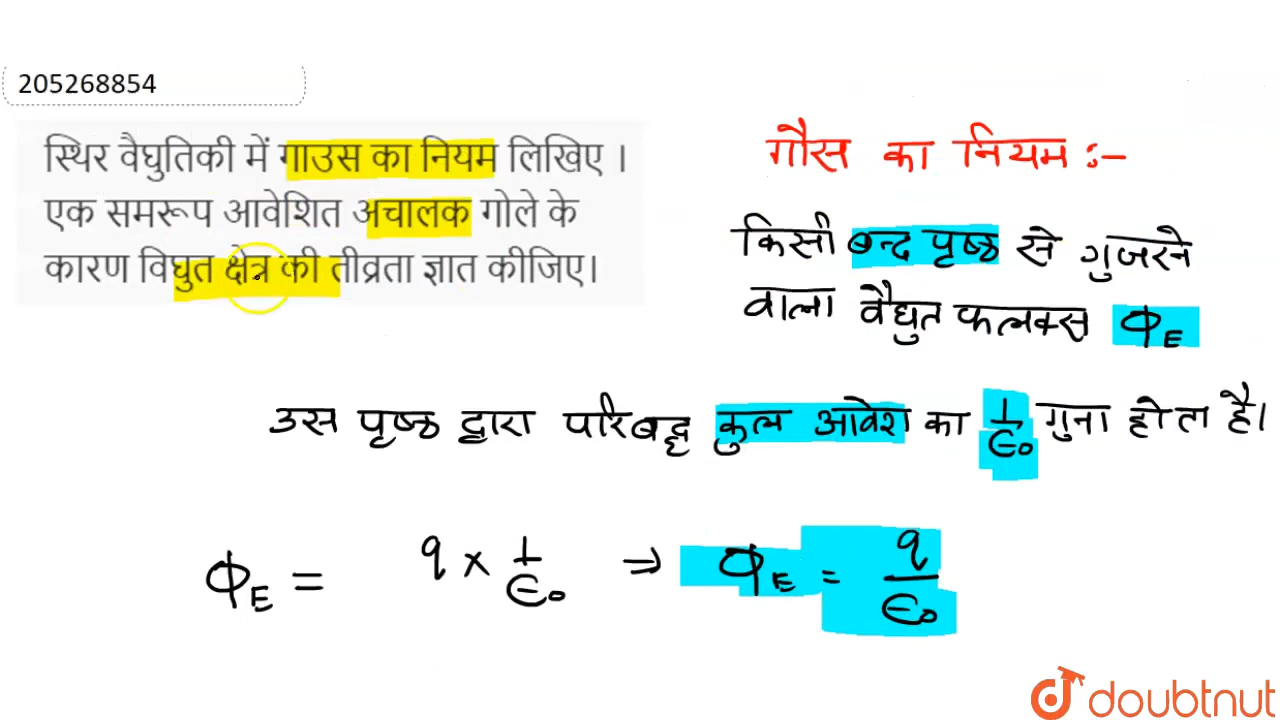 205268854
स्थिर वैघुतिकी में गाउस का नियम लिखिए ।
एक समरूप आवेशित अचालक गोले के
कारण विघुत क्षेत्र की तीव्रता ज्ञात कीजिए।
गौस का नियम :-
किसी बन्द पृष्ठ से गुजरने
वाला वैघुत फलक्स ΦE
उस पृष्ठ द्वारा परिबद्ध कुल आवेश का 1/ϵ0 गुना होता है।
ΦE = q × 1/ϵ0 ⇒ ΦE = q/ϵ0
doubtnut